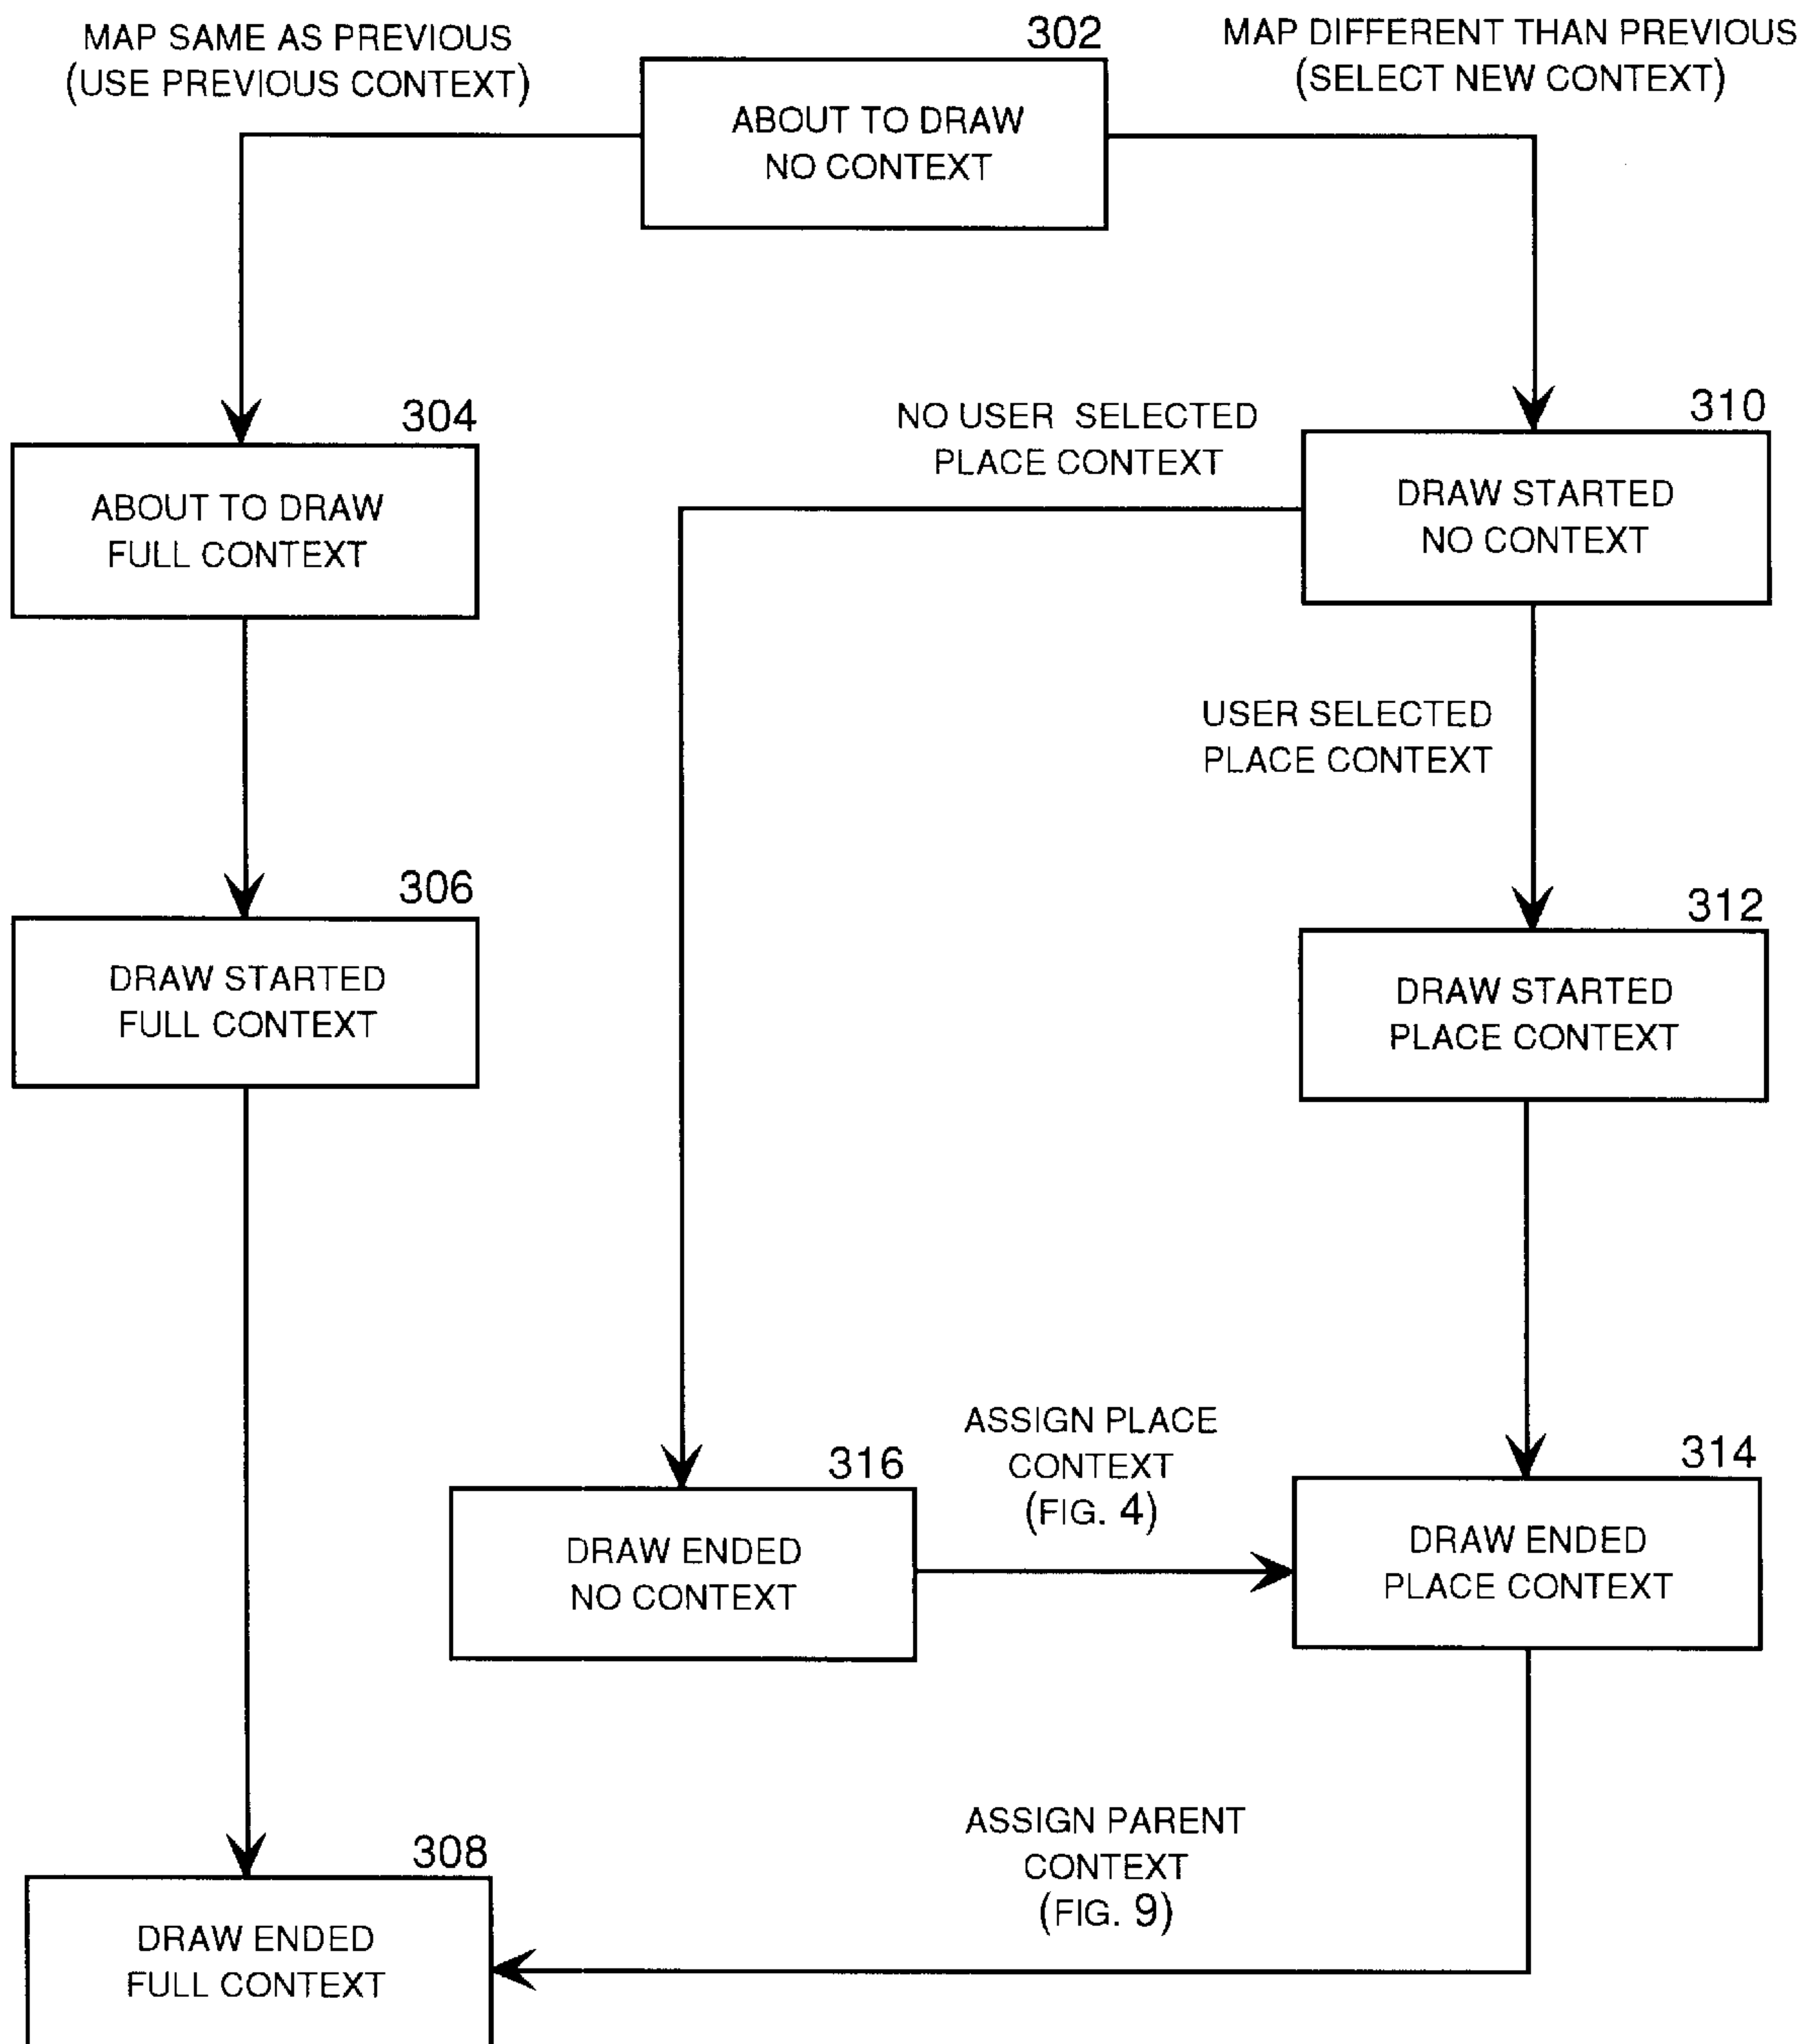 MAP SAME AS PREVIOUS
(USE PREVIOUS CONTEXT)
302
MAP DIFFERENT THAN PREVIOUS
(SELECT NEW CONTEXT)
ABOUT TO DRAW
NO CONTEXT
304
ABOUT TO DRAW
FULL CONTEXT
NO USER SELECTED
PLACE CONTEXT
310
DRAW STARTED
NO CONTEXT
USER SELECTED
PLACE CONTEXT
306
DRAW STARTED
FULL CONTEXT
312
DRAW STARTED
PLACE CONTEXT
316
DRAW ENDED
NO CONTEXT
ASSIGN PLACE
CONTEXT
(FIG. 4)
314
DRAW ENDED
PLACE CONTEXT
ASSIGN PARENT
CONTEXT
(FIG. 9)
308
DRAW ENDED
FULL CONTEXT